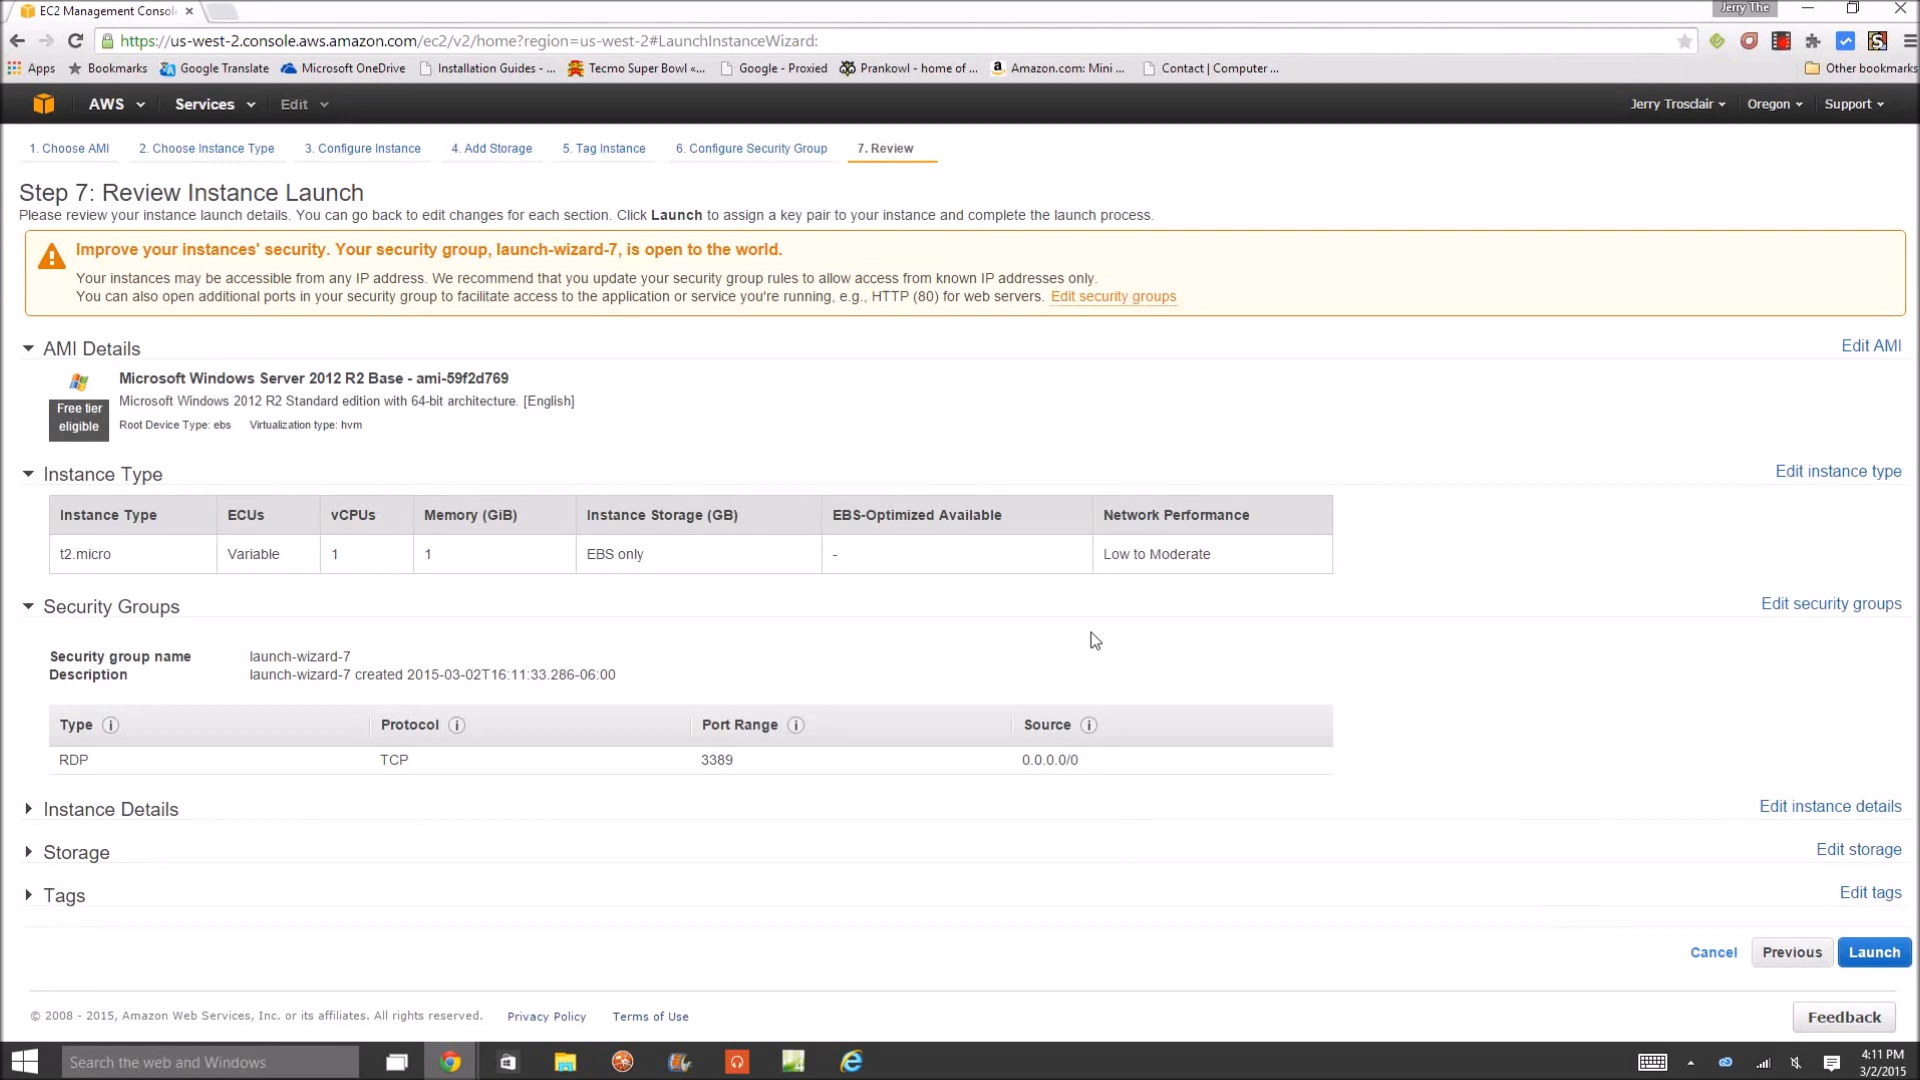 EC2 Management Consol
Jerry The
https://us-west-2.console.aws.amazon.com/ec2/v2/home?region=us-west-2#LaunchInstanceWizard:
Apps Bookmarks Google Translate Microsoft OneDrive Installation Guides - ... Tecmo Super Bowl «... Google - Proxied Prankowl - home of ... Amazon.com: Mini ... Contact | Computer ... Other bookmarks
AWS Services Edit Jerry Trosclair Oregon Support
1. Choose AMI 2. Choose Instance Type 3. Configure Instance 4. Add Storage 5. Tag Instance 6. Configure Security Group 7. Review
Step 7: Review Instance Launch
Please review your instance launch details. You can go back to edit changes for each section. Click Launch to assign a key pair to your instance and complete the launch process.
Improve your instances' security. Your security group, launch-wizard-7, is open to the world.
Your instances may be accessible from any IP address. We recommend that you update your security group rules to allow access from known IP addresses only.
You can also open additional ports in your security group to facilitate access to the application or service you're running, e.g., HTTP (80) for web servers. Edit security groups
AMI Details Edit AMI
Microsoft Windows Server 2012 R2 Base - ami-59f2d769
Free tier eligible
Microsoft Windows 2012 R2 Standard edition with 64-bit architecture. [English]
Root Device Type: ebs Virtualization type: hvm
Instance Type Edit instance type
Instance Type ECUs vCPUs Memory (GiB) Instance Storage (GB) EBS-Optimized Available Network Performance
t2.micro Variable 1 1 EBS only - Low to Moderate
Security Groups Edit security groups
Security group name launch-wizard-7
Description launch-wizard-7 created 2015-03-02T16:11:33.286-06:00
Type Protocol Port Range Source
RDP TCP 3389 0.0.0.0/0
Instance Details Edit instance details
Storage Edit storage
Tags Edit tags
Cancel Previous Launch
© 2008 - 2015, Amazon Web Services, Inc. or its affiliates. All rights reserved. Privacy Policy Terms of Use
Feedback
Search the web and Windows
4:11 PM
3/2/2015